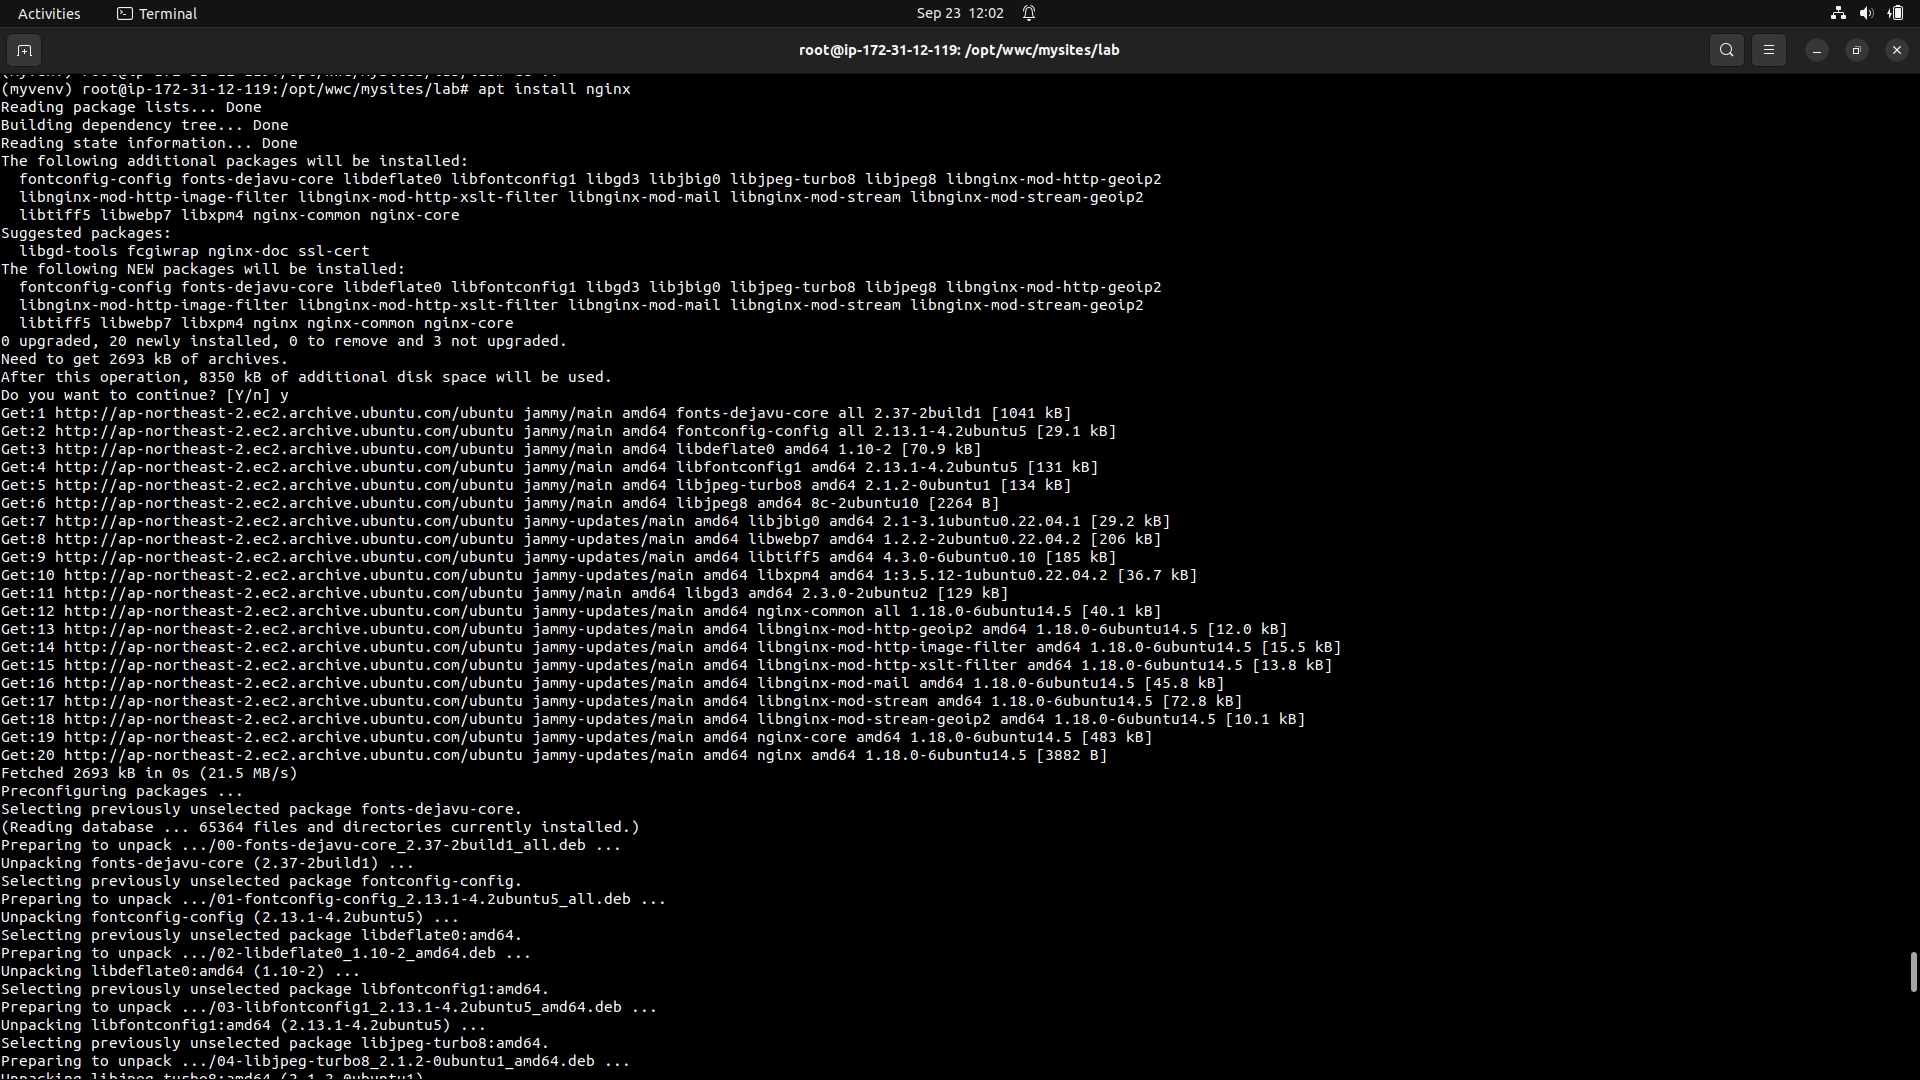 Activities
Terminal
Sep 23 12:02
root@ip-172-31-12-119: /opt/wwc/mysites/lab
(myvenv) root@ip-172-31-12-119:/opt/wwc/mysites/lab# apt install nginx
Reading package lists... Done
Building dependency tree... Done
Reading state information... Done
The following additional packages will be installed:
  fontconfig-config fonts-dejavu-core libdeflate0 libfontconfig1 libgd3 libjbig0 libjpeg-turbo8 libjpeg8 libnginx-mod-http-geoip2
  libnginx-mod-http-image-filter libnginx-mod-http-xslt-filter libnginx-mod-mail libnginx-mod-stream libnginx-mod-stream-geoip2
  libtiff5 libwebp7 libxpm4 nginx-common nginx-core
Suggested packages:
  libgd-tools fcgiwrap nginx-doc ssl-cert
The following NEW packages will be installed:
  fontconfig-config fonts-dejavu-core libdeflate0 libfontconfig1 libgd3 libjbig0 libjpeg-turbo8 libjpeg8 libnginx-mod-http-geoip2
  libnginx-mod-http-image-filter libnginx-mod-http-xslt-filter libnginx-mod-mail libnginx-mod-stream libnginx-mod-stream-geoip2
  libtiff5 libwebp7 libxpm4 nginx nginx-common nginx-core
0 upgraded, 20 newly installed, 0 to remove and 3 not upgraded.
Need to get 2693 kB of archives.
After this operation, 8350 kB of additional disk space will be used.
Do you want to continue? [Y/n] y
Get:1 http://ap-northeast-2.ec2.archive.ubuntu.com/ubuntu jammy/main amd64 fonts-dejavu-core all 2.37-2build1 [1041 kB]
Get:2 http://ap-northeast-2.ec2.archive.ubuntu.com/ubuntu jammy/main amd64 fontconfig-config all 2.13.1-4.2ubuntu5 [29.1 kB]
Get:3 http://ap-northeast-2.ec2.archive.ubuntu.com/ubuntu jammy/main amd64 libdeflate0 amd64 1.10-2 [70.9 kB]
Get:4 http://ap-northeast-2.ec2.archive.ubuntu.com/ubuntu jammy/main amd64 libfontconfig1 amd64 2.13.1-4.2ubuntu5 [131 kB]
Get:5 http://ap-northeast-2.ec2.archive.ubuntu.com/ubuntu jammy/main amd64 libjpeg-turbo8 amd64 2.1.2-0ubuntu1 [134 kB]
Get:6 http://ap-northeast-2.ec2.archive.ubuntu.com/ubuntu jammy/main amd64 libjpeg8 amd64 8c-2ubuntu10 [2264 B]
Get:7 http://ap-northeast-2.ec2.archive.ubuntu.com/ubuntu jammy-updates/main amd64 libjbig0 amd64 2.1-3.1ubuntu0.22.04.1 [29.2 kB]
Get:8 http://ap-northeast-2.ec2.archive.ubuntu.com/ubuntu jammy-updates/main amd64 libwebp7 amd64 1.2.2-2ubuntu0.22.04.2 [206 kB]
Get:9 http://ap-northeast-2.ec2.archive.ubuntu.com/ubuntu jammy-updates/main amd64 libtiff5 amd64 4.3.0-6ubuntu0.10 [185 kB]
Get:10 http://ap-northeast-2.ec2.archive.ubuntu.com/ubuntu jammy-updates/main amd64 libxpm4 amd64 1:3.5.12-1ubuntu0.22.04.2 [36.7 kB]
Get:11 http://ap-northeast-2.ec2.archive.ubuntu.com/ubuntu jammy/main amd64 libgd3 amd64 2.3.0-2ubuntu2 [129 kB]
Get:12 http://ap-northeast-2.ec2.archive.ubuntu.com/ubuntu jammy-updates/main amd64 nginx-common all 1.18.0-6ubuntu14.5 [40.1 kB]
Get:13 http://ap-northeast-2.ec2.archive.ubuntu.com/ubuntu jammy-updates/main amd64 libnginx-mod-http-geoip2 amd64 1.18.0-6ubuntu14.5 [12.0 kB]
Get:14 http://ap-northeast-2.ec2.archive.ubuntu.com/ubuntu jammy-updates/main amd64 libnginx-mod-http-image-filter amd64 1.18.0-6ubuntu14.5 [15.5 kB]
Get:15 http://ap-northeast-2.ec2.archive.ubuntu.com/ubuntu jammy-updates/main amd64 libnginx-mod-http-xslt-filter amd64 1.18.0-6ubuntu14.5 [13.8 kB]
Get:16 http://ap-northeast-2.ec2.archive.ubuntu.com/ubuntu jammy-updates/main amd64 libnginx-mod-mail amd64 1.18.0-6ubuntu14.5 [45.8 kB]
Get:17 http://ap-northeast-2.ec2.archive.ubuntu.com/ubuntu jammy-updates/main amd64 libnginx-mod-stream amd64 1.18.0-6ubuntu14.5 [72.8 kB]
Get:18 http://ap-northeast-2.ec2.archive.ubuntu.com/ubuntu jammy-updates/main amd64 libnginx-mod-stream-geoip2 amd64 1.18.0-6ubuntu14.5 [10.1 kB]
Get:19 http://ap-northeast-2.ec2.archive.ubuntu.com/ubuntu jammy-updates/main amd64 nginx-core amd64 1.18.0-6ubuntu14.5 [483 kB]
Get:20 http://ap-northeast-2.ec2.archive.ubuntu.com/ubuntu jammy-updates/main amd64 nginx amd64 1.18.0-6ubuntu14.5 [3882 B]
Fetched 2693 kB in 0s (21.5 MB/s)
Preconfiguring packages ...
Selecting previously unselected package fonts-dejavu-core.
(Reading database ... 65364 files and directories currently installed.)
Preparing to unpack .../00-fonts-dejavu-core_2.37-2build1_all.deb ...
Unpacking fonts-dejavu-core (2.37-2build1) ...
Selecting previously unselected package fontconfig-config.
Preparing to unpack .../01-fontconfig-config_2.13.1-4.2ubuntu5_all.deb ...
Unpacking fontconfig-config (2.13.1-4.2ubuntu5) ...
Selecting previously unselected package libdeflate0:amd64.
Preparing to unpack .../02-libdeflate0_1.10-2_amd64.deb ...
Unpacking libdeflate0:amd64 (1.10-2) ...
Selecting previously unselected package libfontconfig1:amd64.
Preparing to unpack .../03-libfontconfig1_2.13.1-4.2ubuntu5_amd64.deb ...
Unpacking libfontconfig1:amd64 (2.13.1-4.2ubuntu5) ...
Selecting previously unselected package libjpeg-turbo8:amd64.
Preparing to unpack .../04-libjpeg-turbo8_2.1.2-0ubuntu1_amd64.deb ...
Unpacking libjpeg-turbo8:amd64 (2.1.2-0ubuntu1)